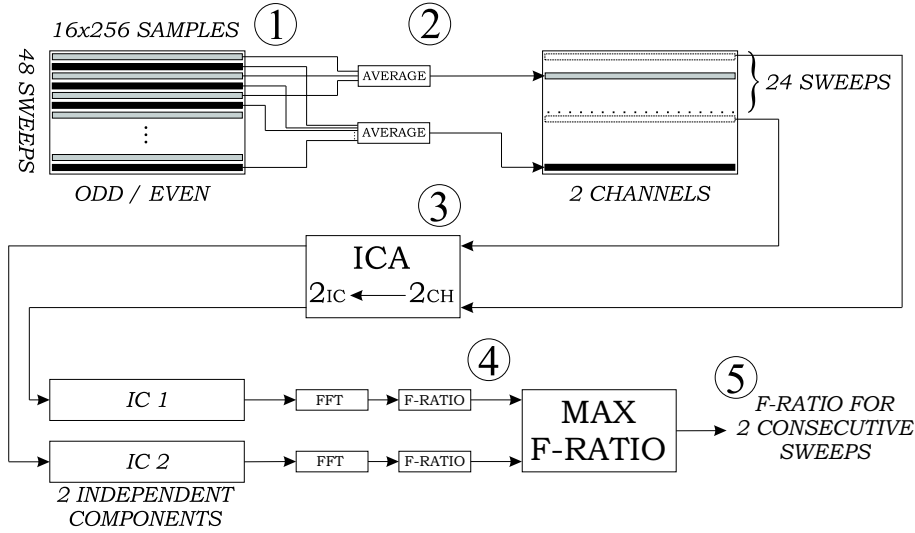 16x256 SAMPLES
1
2
48 SWEEPS
AVERAGE
AVERAGE
24 SWEEPS
ODD / EVEN
2 CHANNELS
3
ICA
2IC 2CH
4
5
IC 1
FFT
F-RATIO
MAX
F-RATIO
F-RATIO FOR
2 CONSECUTIVE
SWEEPS
IC 2
FFT
F-RATIO
2 INDEPENDENT
COMPONENTS